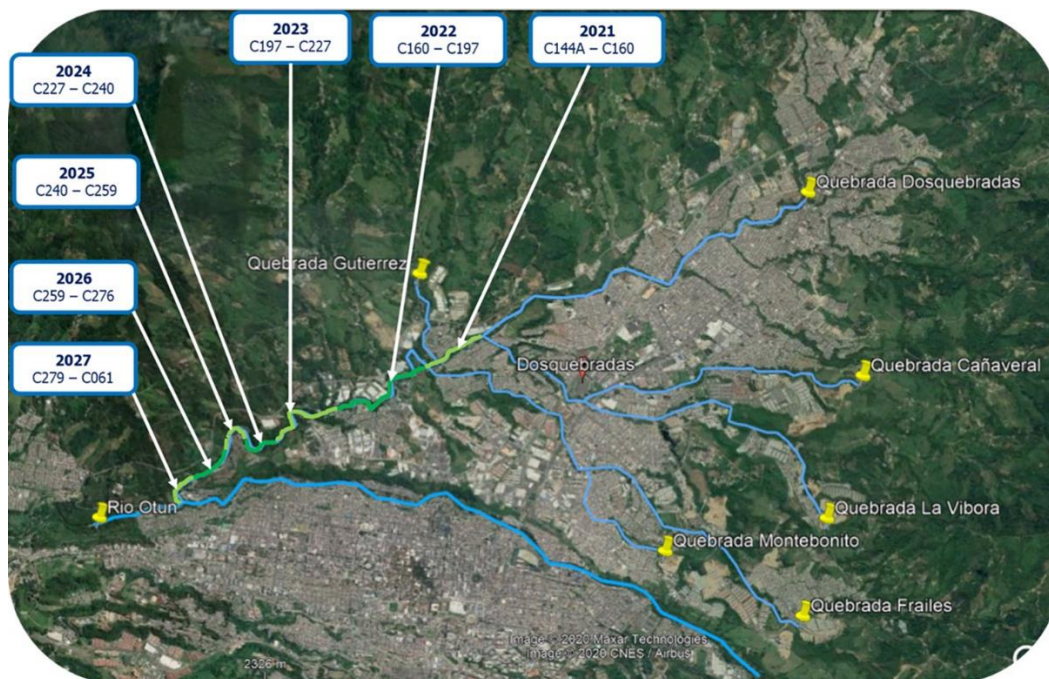 2023
C197 – C227
2022
C160 – C197
2021
C144A – C160
2024
C227 – C240
2025
C240 – C259
2026
C259 – C276
2027
C279 – C061
Quebrada Dosquebradas
Quebrada Gutierrez
Dosquebradas
Quebrada Cañaveral
Rio Otun
Quebrada La Vibora
Quebrada Montebonito
Quebrada Frailes
Image © 2020 Maxar Technologies
Image © 2020 CNES / Airbus
2326 m